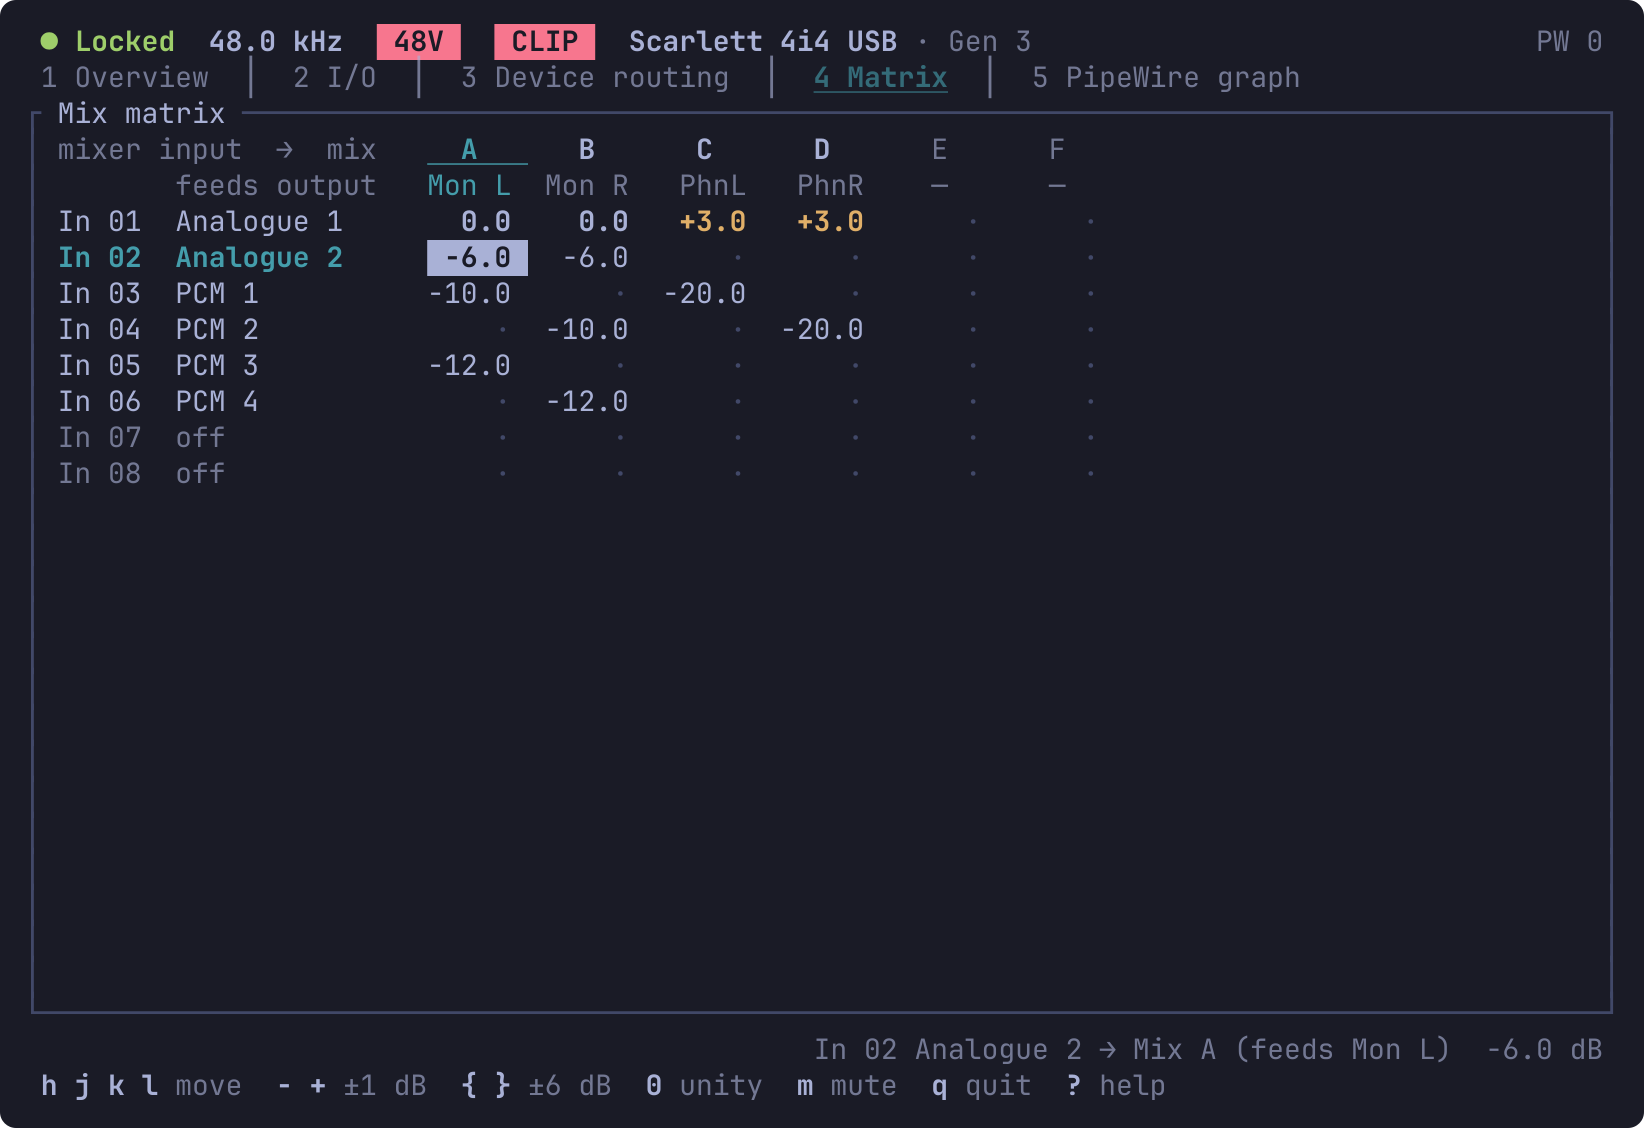 ● Locked  48.0 kHz  48V  CLIP  Scarlett 4i4 USB · Gen 3  PW 0
1 Overview │ 2 I/O │ 3 Device routing │ 4 Matrix │ 5 PipeWire graph
Mix matrix
mixer input → mix  A  B  C  D  E  F
feeds output  Mon L  Mon R  PhnL  PhnR  —  —
In 01  Analogue 1  0.0  0.0  +3.0  +3.0  ·  ·
In 02  Analogue 2  -6.0  -6.0  ·  ·  ·  ·
In 03  PCM 1  -10.0  ·  -20.0  ·  ·  ·
In 04  PCM 2  ·  -10.0  ·  -20.0  ·  ·
In 05  PCM 3  -12.0  ·  ·  ·  ·  ·
In 06  PCM 4  ·  -12.0  ·  ·  ·  ·
In 07  off  ·  ·  ·  ·  ·  ·
In 08  off  ·  ·  ·  ·  ·  ·
In 02 Analogue 2 → Mix A (feeds Mon L)  -6.0 dB
h j k l move  - + ±1 dB  { } ±6 dB  0 unity  m mute  q quit  ? help